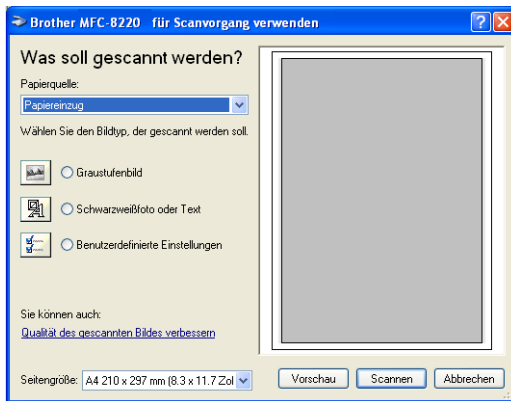 Brother MFC-8220 für Scanvorgang verwenden
Was soll gescannt werden?
Papierquelle:
Papiereinzug
Wählen Sie den Bildtyp, der gescannt werden soll.
Graustufenbild
Schwarzweißfoto oder Text
Benutzerdefinierte Einstellungen
Sie können auch:
Qualität des gescannten Bildes verbessern
Seitengröße: A4 210 x 297 mm (8.3 x 11.7 Zol
Vorschau Scannen Abbrechen